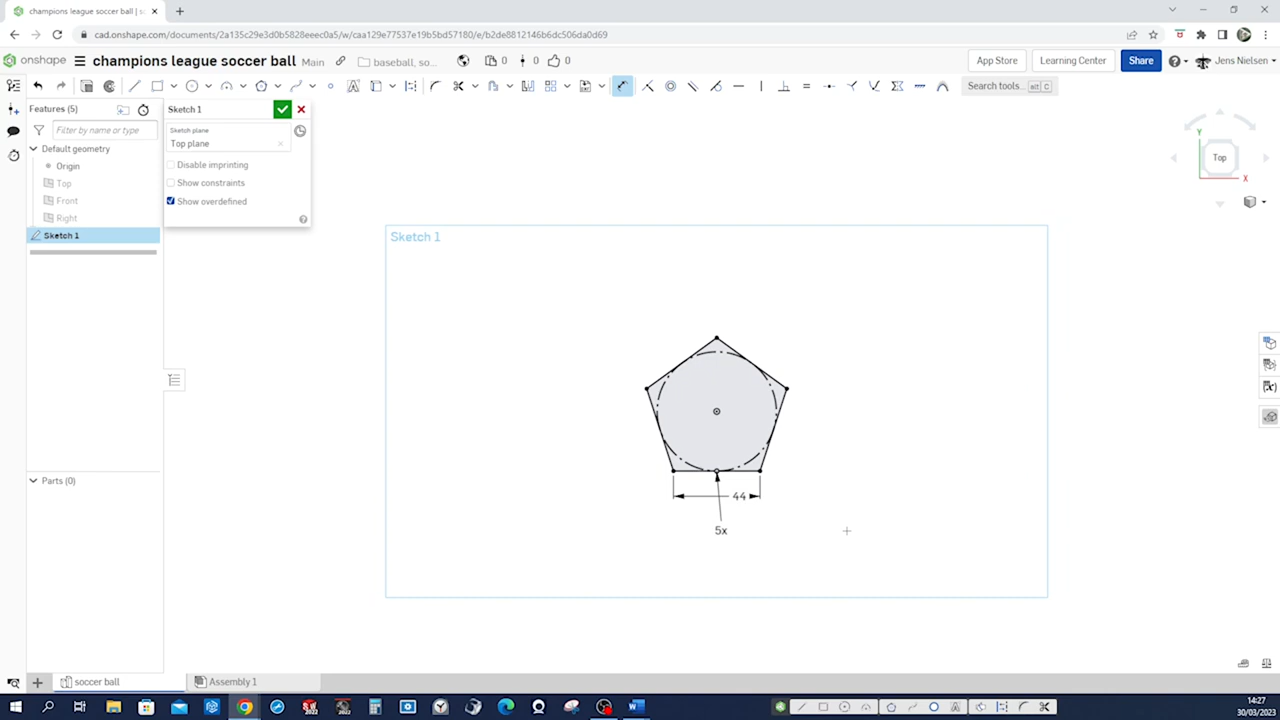 champions league soccer ball | s
cad.onshape.com/documents/2a135c29e3d0b5828eeec0a5/w/caa129e77537e19b5bd57180/e/b2de8812146b6dc506da0d69
onshape champions league soccer ball Main baseball, so... 0 0 0 App Store Learning Center Share Jens Nielsen
Search tools... alt C
Features (5)
Filter by name or type
Default geometry
Origin
Top
Front
Right
Sketch 1
Parts (0)
Sketch 1
Sketch plane
Top plane
Disable imprinting
Show constraints
Show overdefined
Y
Top
X
Sketch 1
44
5x
soccer ball Assembly 1
14:27
30/03/2023